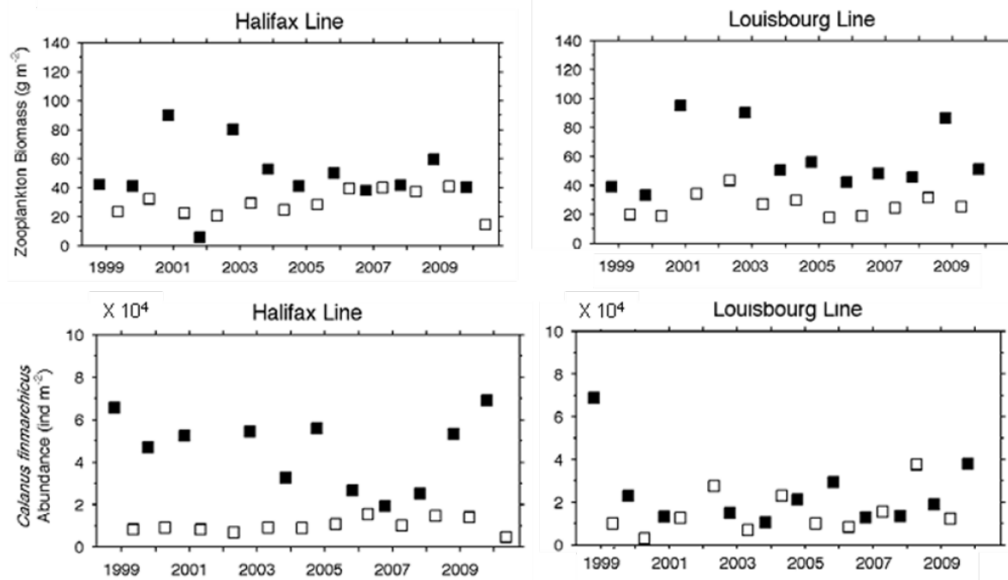 Halifax Line
Louisbourg Line
Zooplankton Biomass (g m⁻²)
140
120
100
80
60
40
20
0
1999 2001 2003 2005 2007 2009
140
120
100
80
60
40
20
0
1999 2001 2003 2005 2007 2009
X 10⁴
Halifax Line
X 10⁴
Louisbourg Line
Calanus finmarchicus
Abundance (ind m⁻²)
10
8
6
4
2
0
1999 2001 2003 2005 2007 2009
10
8
6
4
2
0
1999 2001 2003 2005 2007 2009